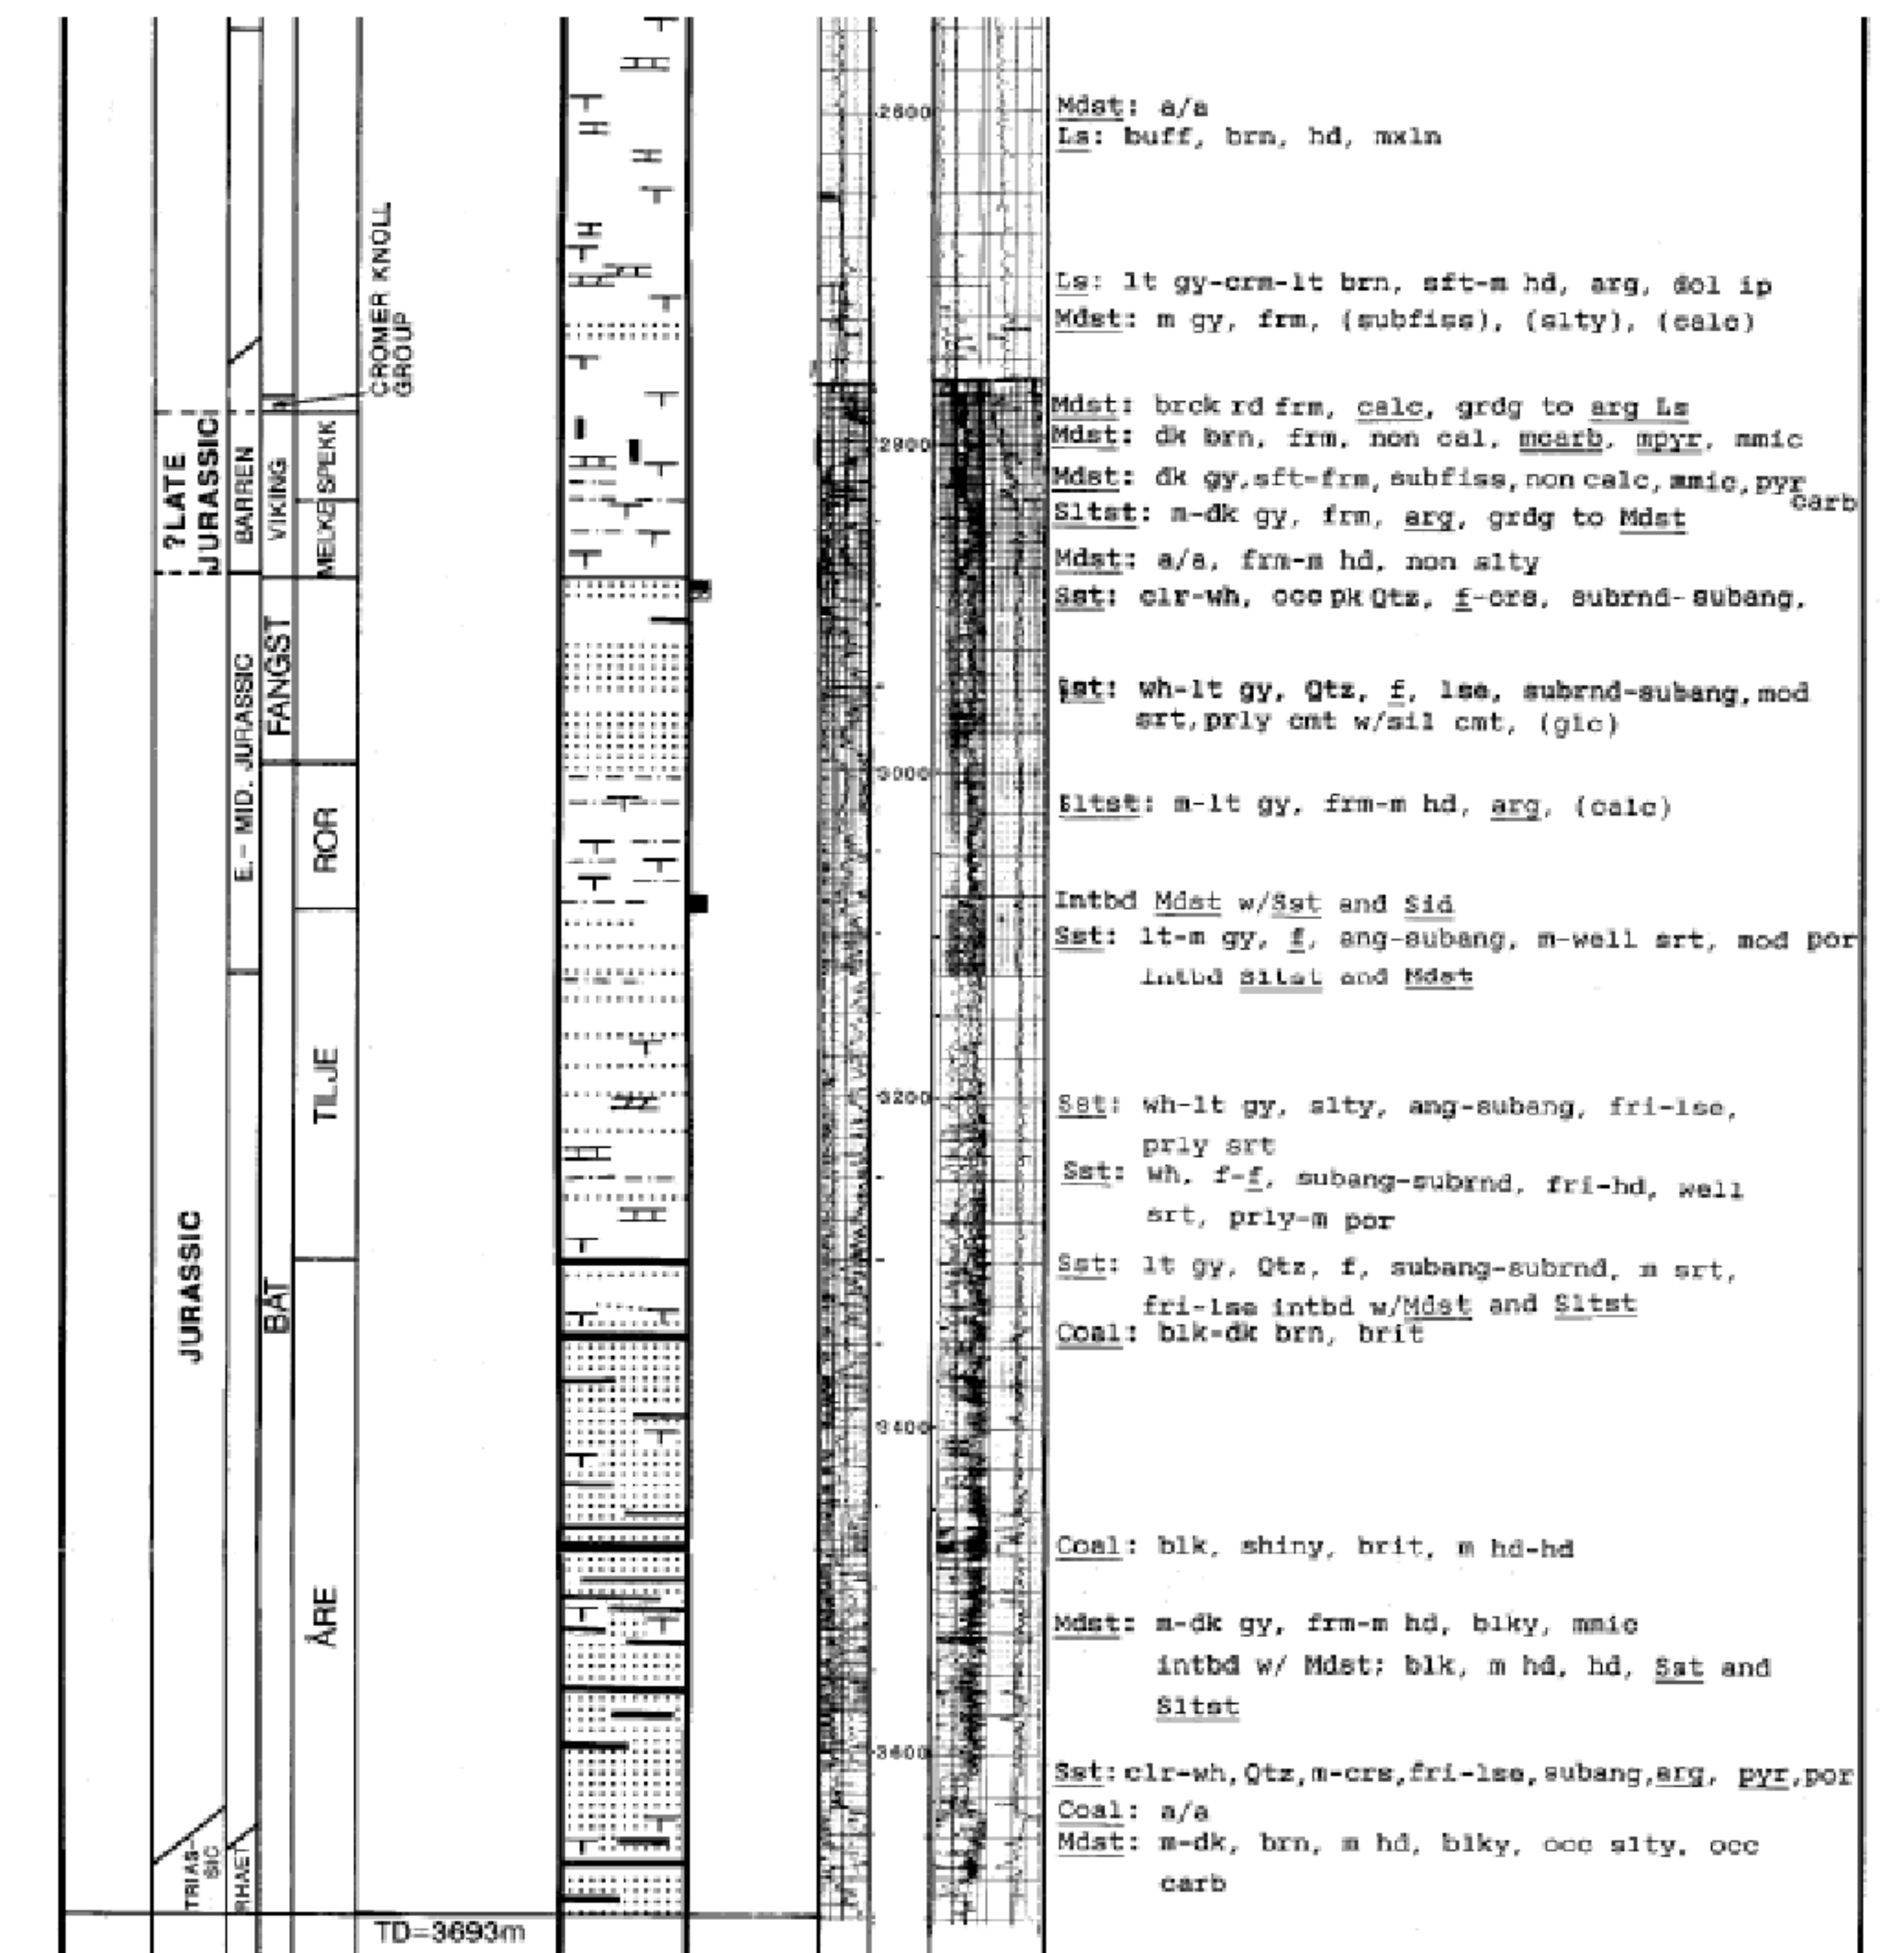 CROMER KNOLL
GROUP
?LATE
JURASSIC
BARREN
VIKING
SPEKK
MELKE
E.- MID. JURASSIC
FANGST
ROR
TILJE
JURASSIC
BÅT
ÅRE
TRIAS-
SIC
RHAET
TD=3693m
2600
2800
3000
3200
3400
3600
Mdst: a/a
Ls: buff, brn, hd, mxln
Ls: lt gy-crm-lt brn, sft-m hd, arg, dol ip
Mdst: m gy, frm, (subfiss), (slty), (calc)
Mdst: brck rd frm, calc, grdg to arg Ls
Mdst: dk brn, frm, non cal, mcarb, mpyr, mmic
Mdst: dk gy, sft-frm, subfiss, non calc, mmic, pyr
carb
Sltst: m-dk gy, frm, arg, grdg to Mdst
Mdst: a/a, frm-m hd, non slty
Sst: clr-wh, occ pk Qtz, f-crs, subrnd-subang,
Sst: wh-lt gy, Qtz, f, lse, subrnd-subang, mod
srt, prly cmt w/sil cmt, (glc)
Sltst: m-lt gy, frm-m hd, arg, (calc)
Intbd Mdst w/Sst and Sid
Sst: lt-m gy, f, ang-subang, m-well srt, mod por
intbd Sltst and Mdst
Sst: wh-lt gy, slty, ang-subang, fri-lse,
prly srt
Sst: wh, f-f, subang-subrnd, fri-hd, well
srt, prly-m por
Sst: lt gy, Qtz, f, subang-subrnd, m srt,
fri-lse intbd w/Mdst and Sltst
Coal: blk-dk brn, brit
Coal: blk, shiny, brit, m hd-hd
Mdst: m-dk gy, frm-m hd, blky, mmic
intbd w/ Mdst: blk, m hd, hd, Sst and
Sltst
Sst: clr-wh, Qtz, m-crs, fri-lse, subang, arg, pyr, por
Coal: a/a
Mdst: m-dk, brn, m hd, blky, occ slty, occ
carb